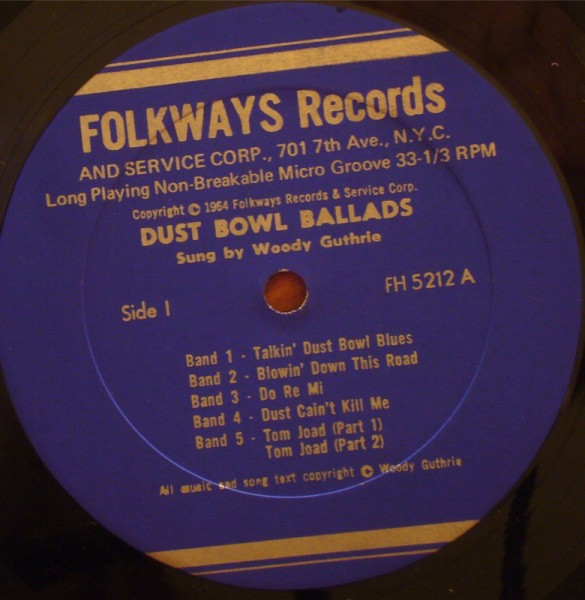 FOLKWAYS Records
AND SERVICE CORP., 701 7th Ave., N.Y.C.
Long Playing Non-Breakable Micro Groove 33-1/3 RPM
Copyright © 1964 Folkways Records & Service Corp.
DUST BOWL BALLADS
Sung by Woody Guthrie
Side I
FH 5212 A
Band 1 - Talkin' Dust Bowl Blues
Band 2 - Blowin' Down This Road
Band 3 - Do Re Mi
Band 4 - Dust Cain't Kill Me
Band 5 - Tom Joad (Part 1)
Tom Joad (Part 2)
All music and song text copyright © Woody Guthrie